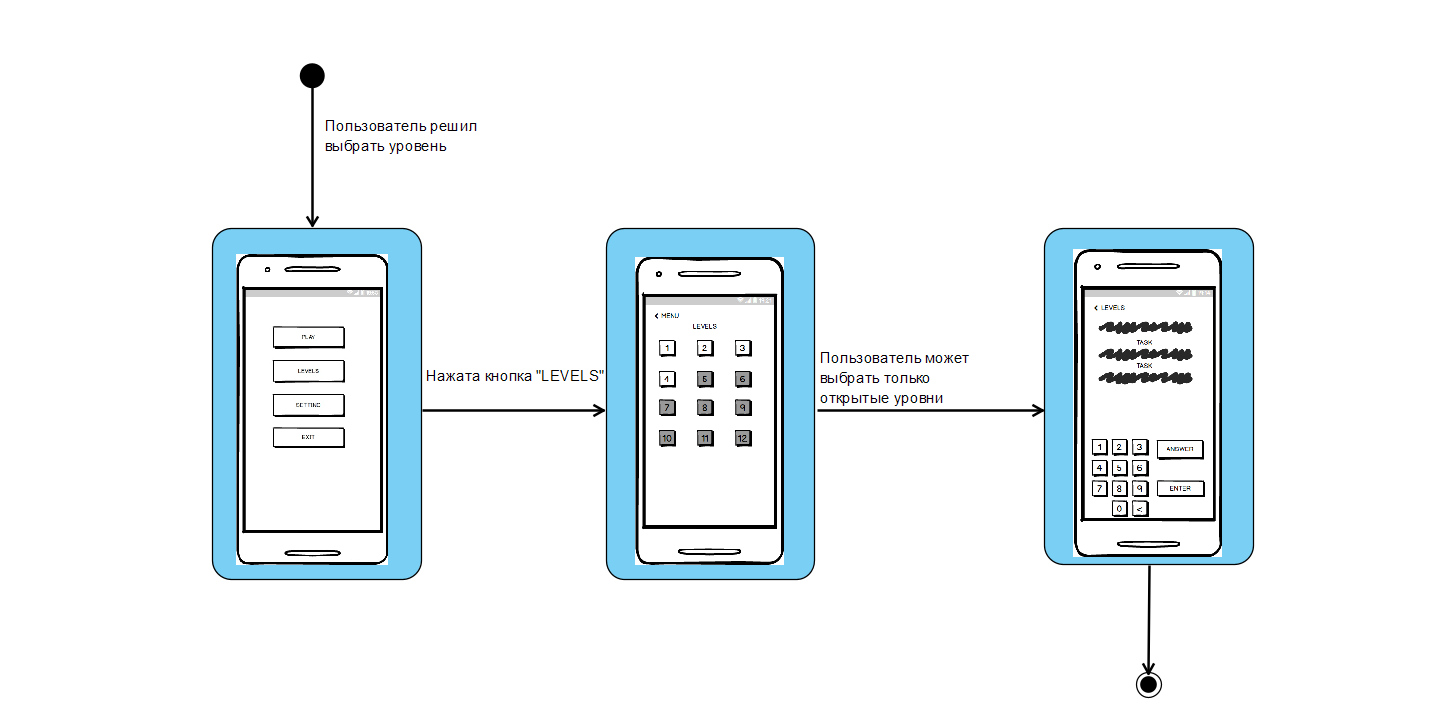 Пользователь решил
выбрать уровень
PLAY
LEVELS
SETTING
EXIT
Нажата кнопка "LEVELS"
< MENU
LEVELS
1 2 3
4 5 6
7 8 9
10 11 12
Пользователь может
выбрать только
открытые уровни
< LEVELS
TASK
TASK
1 2 3 ANSWER
4 5 6
7 8 9 ENTER
0 <